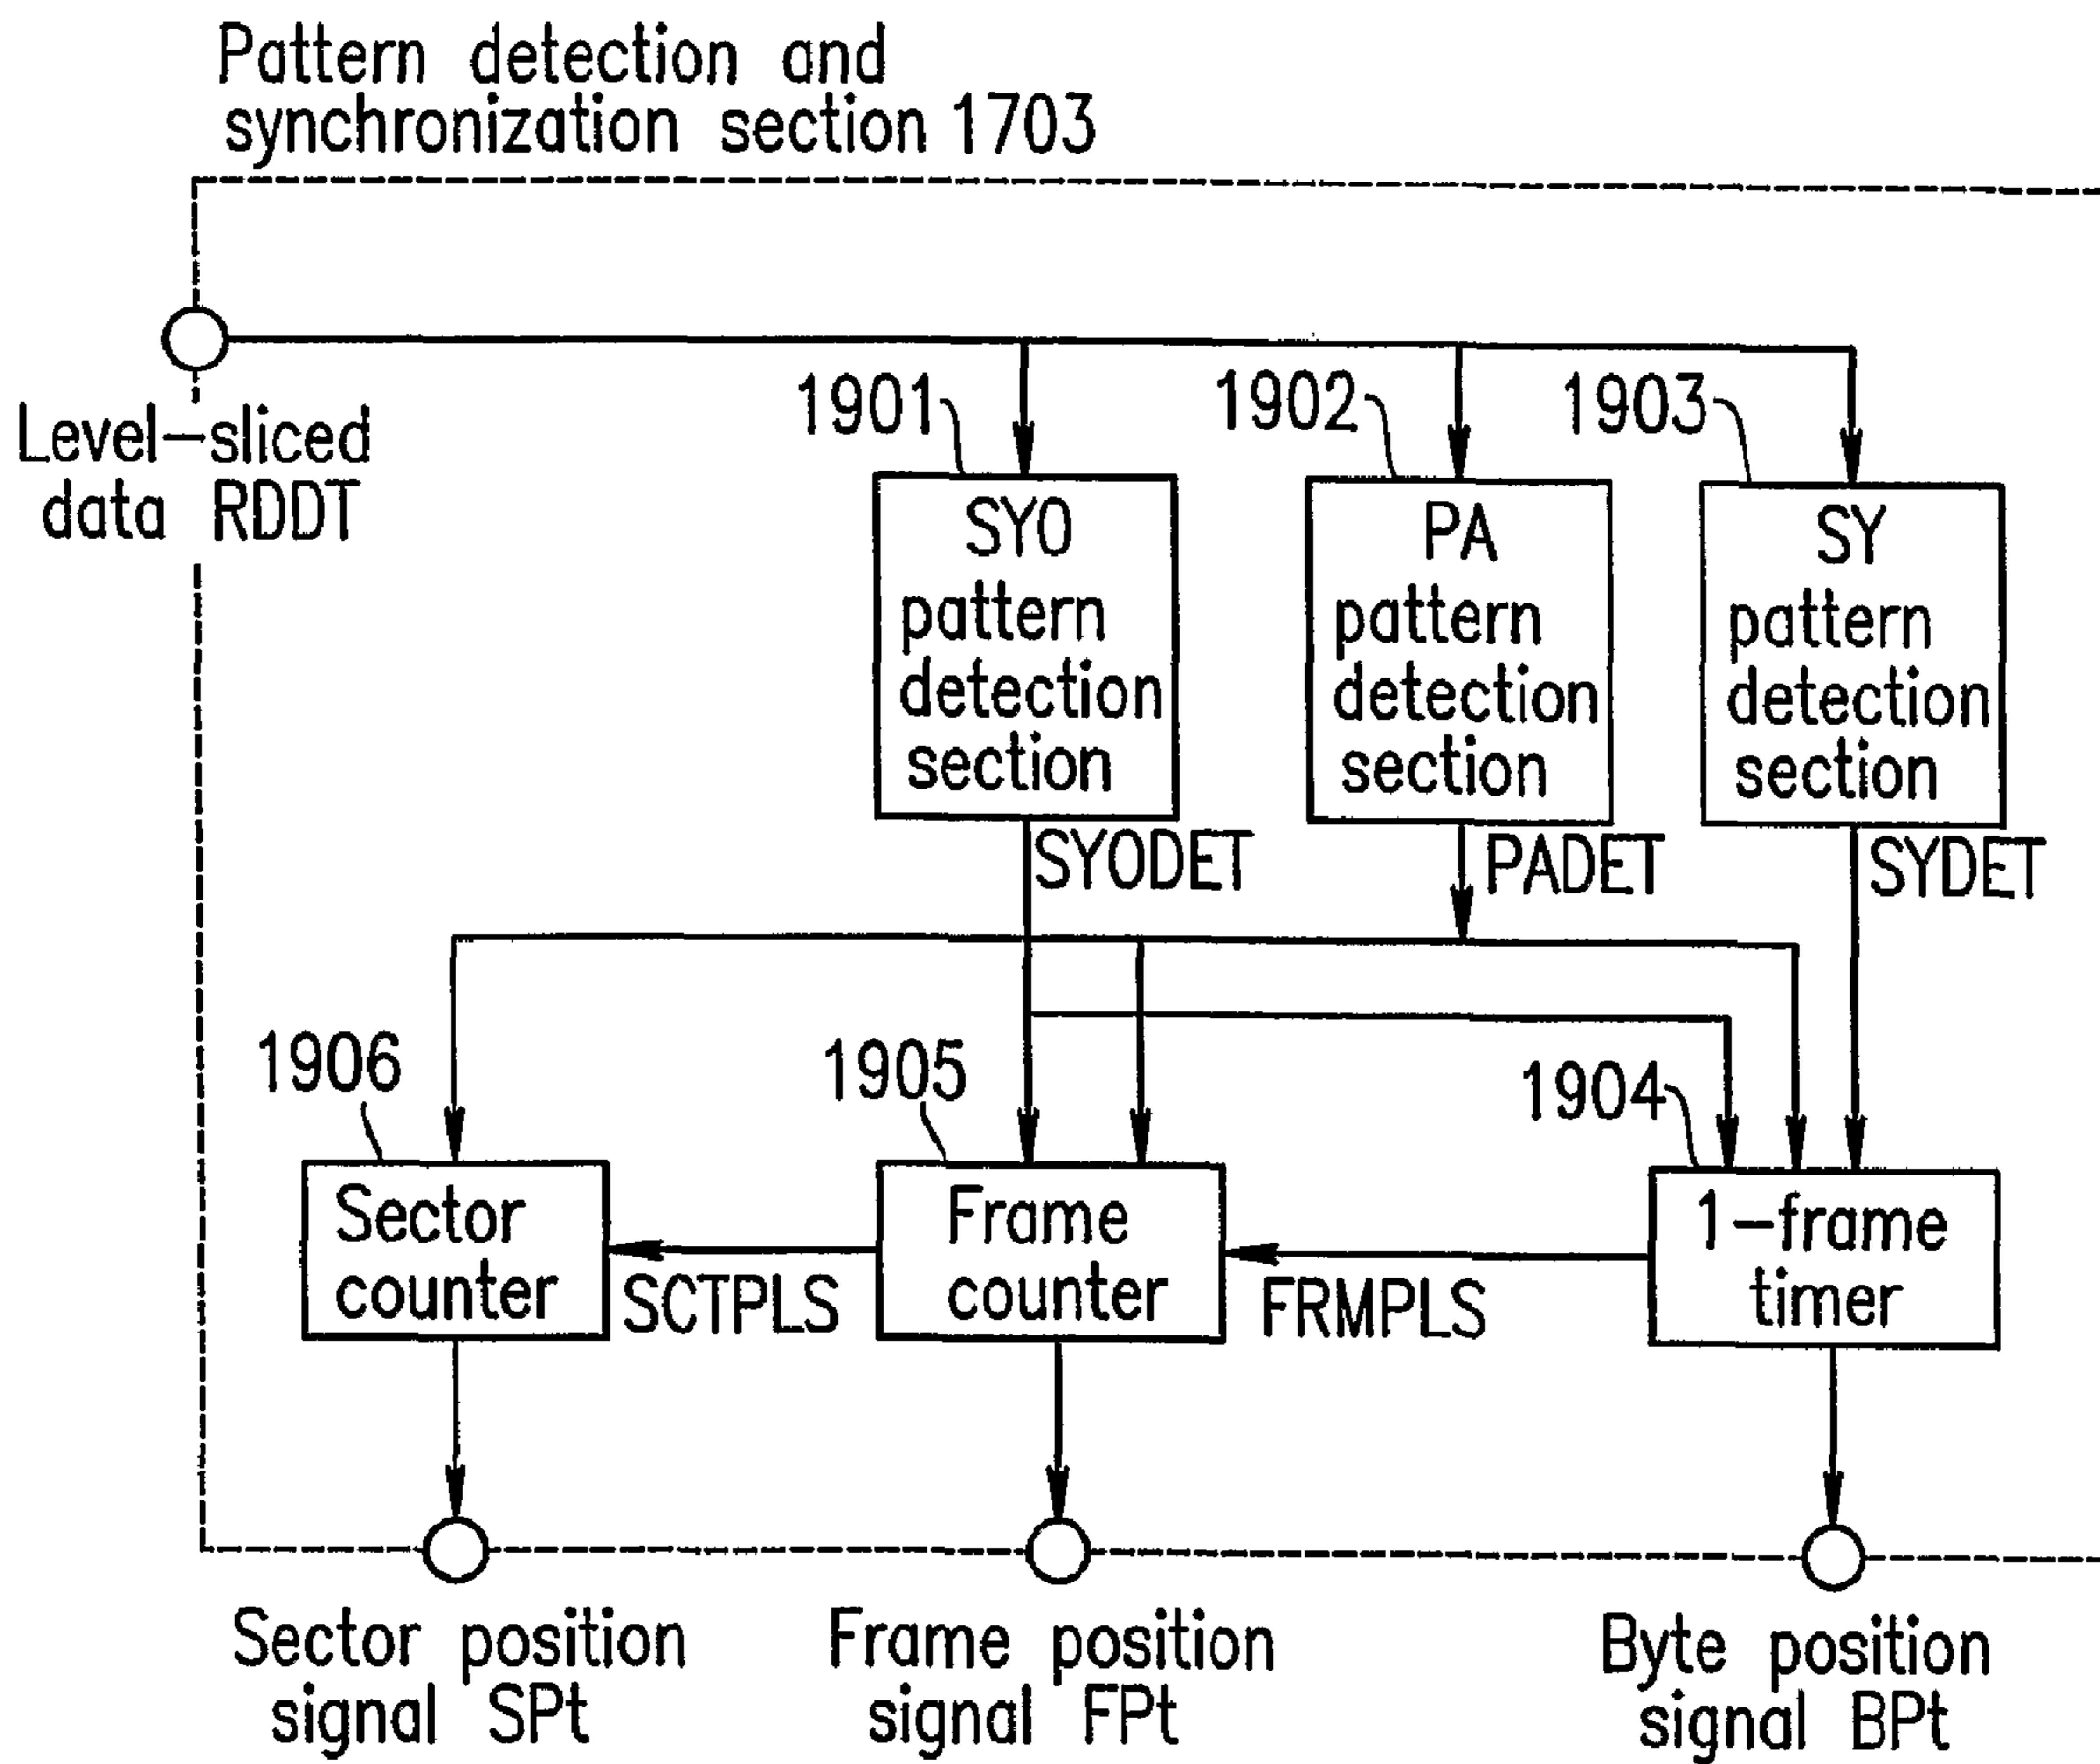 Pattern detection and
synchronization section 1703
Level-sliced
data RDDT
1901
1902
1903
SYO
pattern
detection
section
PA
pattern
detection
section
SY
pattern
detection
section
SYODET
PADET
SYDET
1906
1905
1904
Sector
counter
SCTPLS
Frame
counter
FRMPLS
1-frame
timer
Sector position
signal SPt
Frame position
signal FPt
Byte position
signal BPt